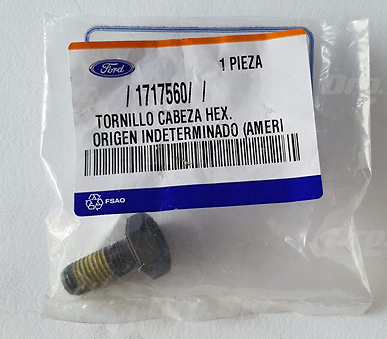 Ford
1 PIEZA
/ 1717560/ /
TORNILLO CABEZA HEX.
ORIGEN INDETERMINADO (AMERI
FSAO